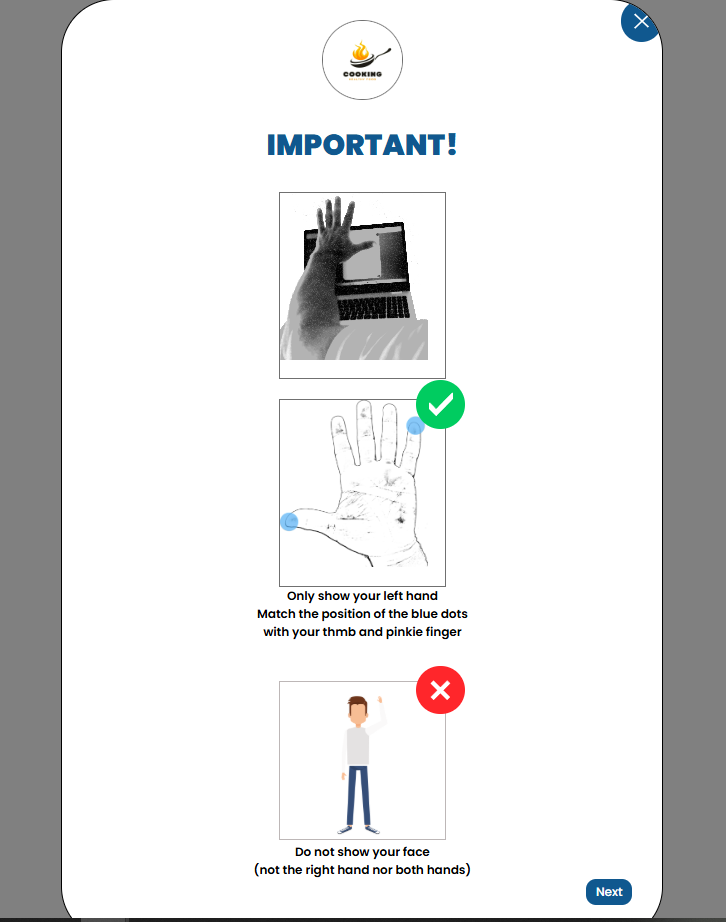 COOKING
IMPORTANT!
Only show your left hand
Match the position of the blue dots
with your thmb and pinkie finger
Do not show your face
(not the right hand nor both hands)
Next